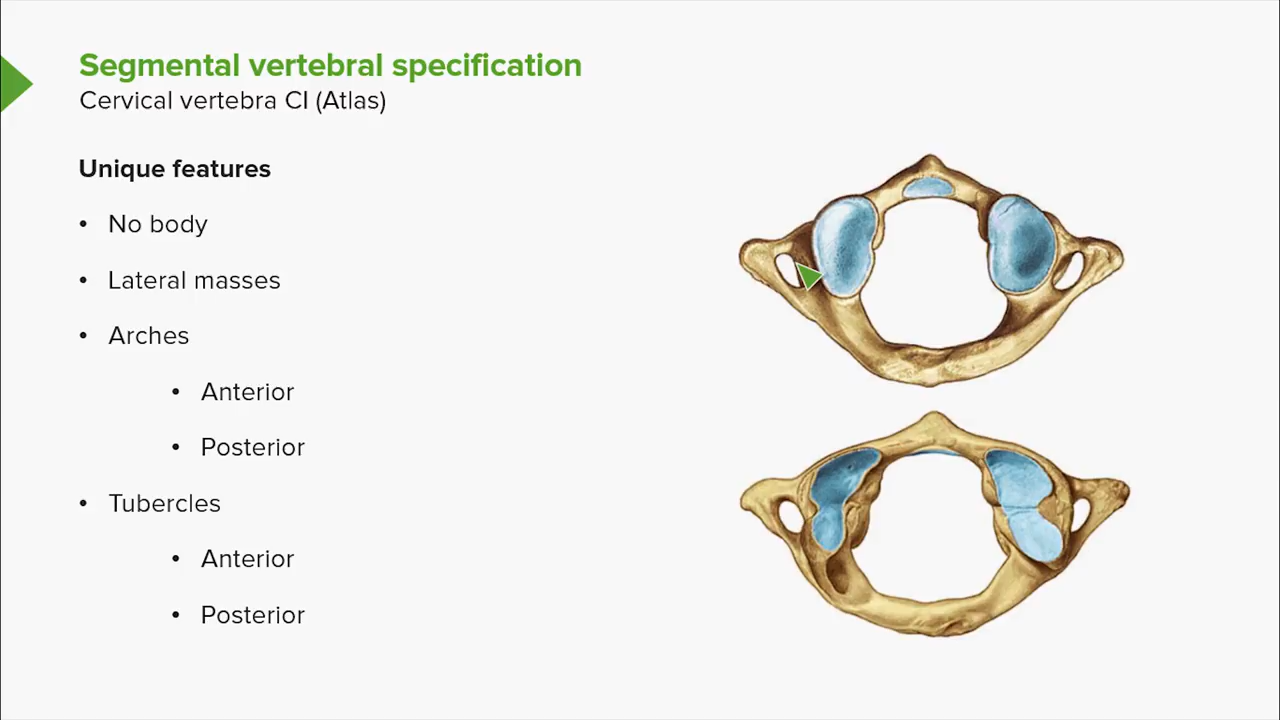 Segmental vertebral specification
Cervical vertebra CI (Atlas)
Unique features
• No body
• Lateral masses
• Arches
• Anterior
• Posterior
• Tubercles
• Anterior
• Posterior